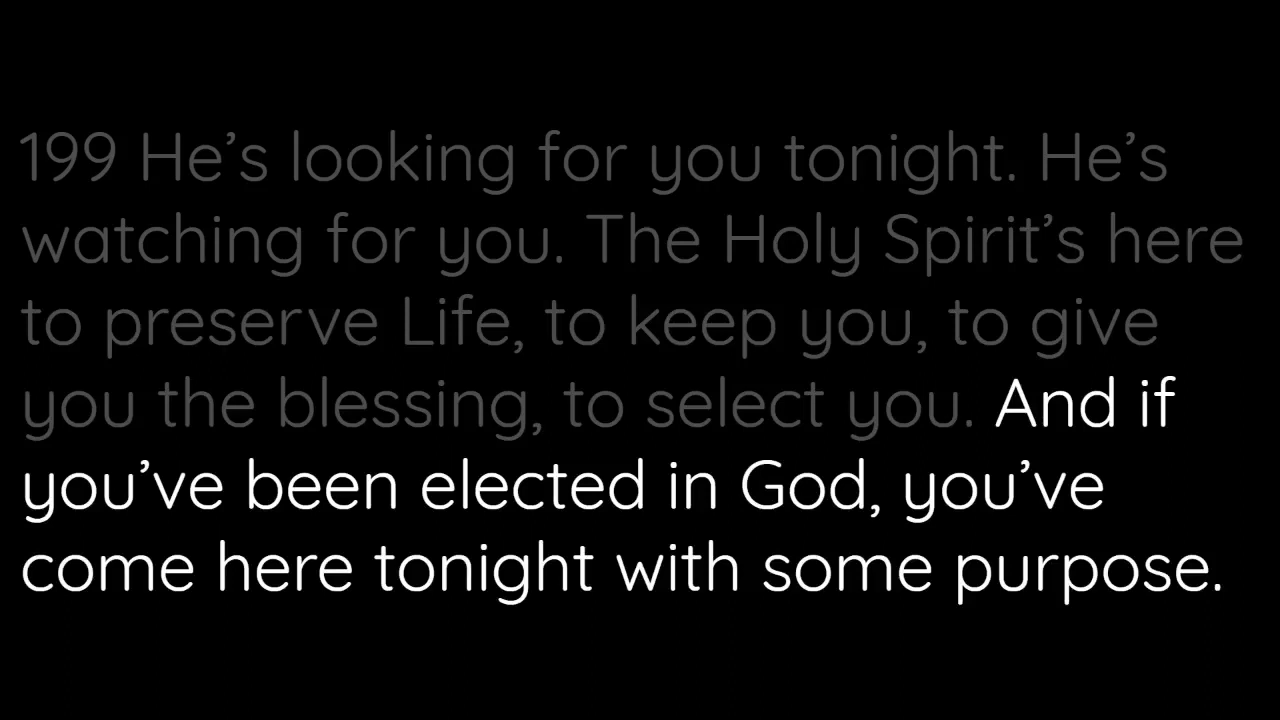 199 He’s looking for you tonight. He’s
watching for you. The Holy Spirit’s here
to preserve Life, to keep you, to give
you the blessing, to select you. And if
you’ve been elected in God, you’ve
come here tonight with some purpose.